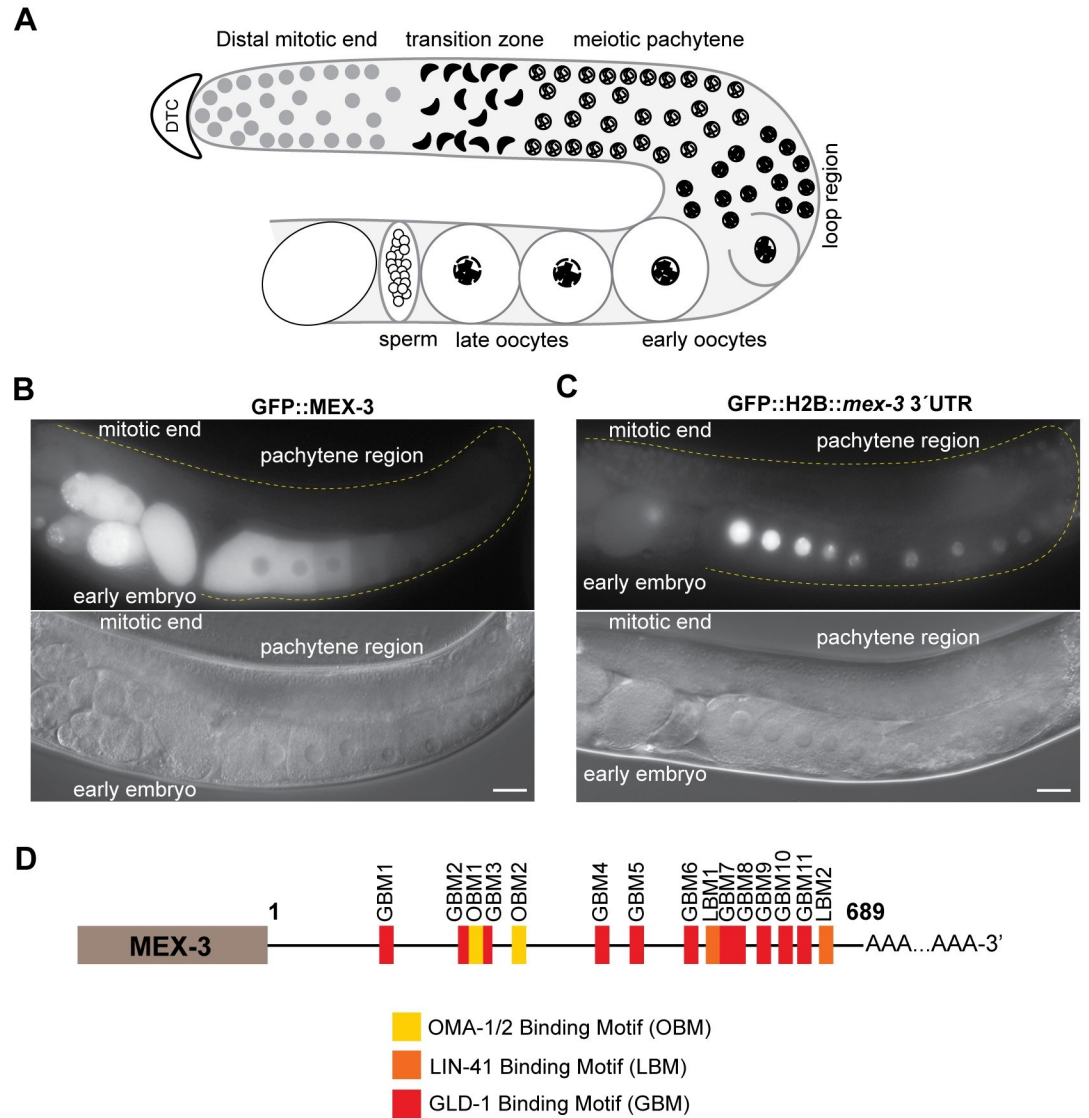 A
Distal mitotic end transition zone meiotic pachytene
DTC
loop region
sperm late oocytes early oocytes
B
GFP::MEX-3
mitotic end
pachytene region
early embryo
mitotic end
pachytene region
early embryo
C
GFP::H2B::mex-3 3´UTR
mitotic end
pachytene region
early embryo
mitotic end
pachytene region
early embryo
D
GBM1
GBM2
OBM1
GBM3
OBM2
GBM4
GBM5
GBM6
LBM1
GBM7
GBM8
GBM9
GBM10
GBM11
LBM2
1
689
MEX-3
AAA...AAA-3’
OMA-1/2 Binding Motif (OBM)
LIN-41 Binding Motif (LBM)
GLD-1 Binding Motif (GBM)